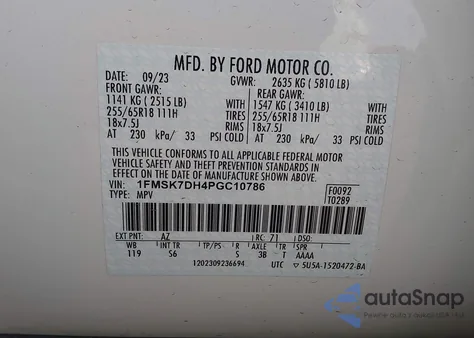 MFD. BY FORD MOTOR CO.
DATE 09/23 GVWR: 2635 KG (5810 LB)
FRONT GAWR: REAR GAWR:
1141 KG (2515 LB) WITH 1547 KG (3410 LB) WITH
255/65R18 111H TIRES 255/65R18 111H TIRES
18x7.5J RIMS 18x7.5J RIMS
AT 230 kPa/ 33 PSI COLD AT 230 kPa/ 33 PSI COLD
THIS VEHICLE CONFORMS TO ALL APPLICABLE FEDERAL MOTOR
VEHICLE SAFETY AND THEFT PREVENTION STANDARDS IN
EFFECT ON THE DATE OF MANUFACTURE SHOWN ABOVE.
VIN: 1FMSK7DH4PGC10786 F0092
TYPE: MPV T0289
EXT PNT: AZ RC: 71 DSO:
WB INT TR TP/PS R AXLE TR SPR
119 S6 S 3B T AAAA
1202309236694 UTC 5U5A-1520472-BA
autoSnap